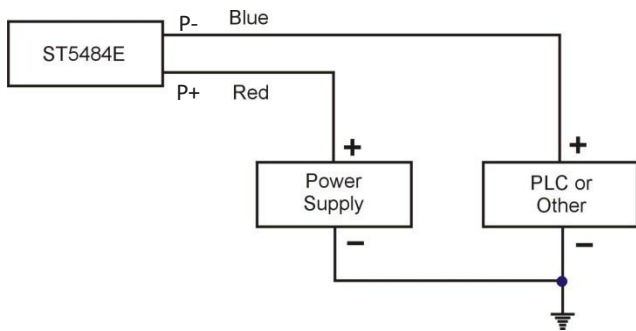 P- Blue
ST5484E
P+ Red
+
+
Power
Supply
PLC or
Other
−
−